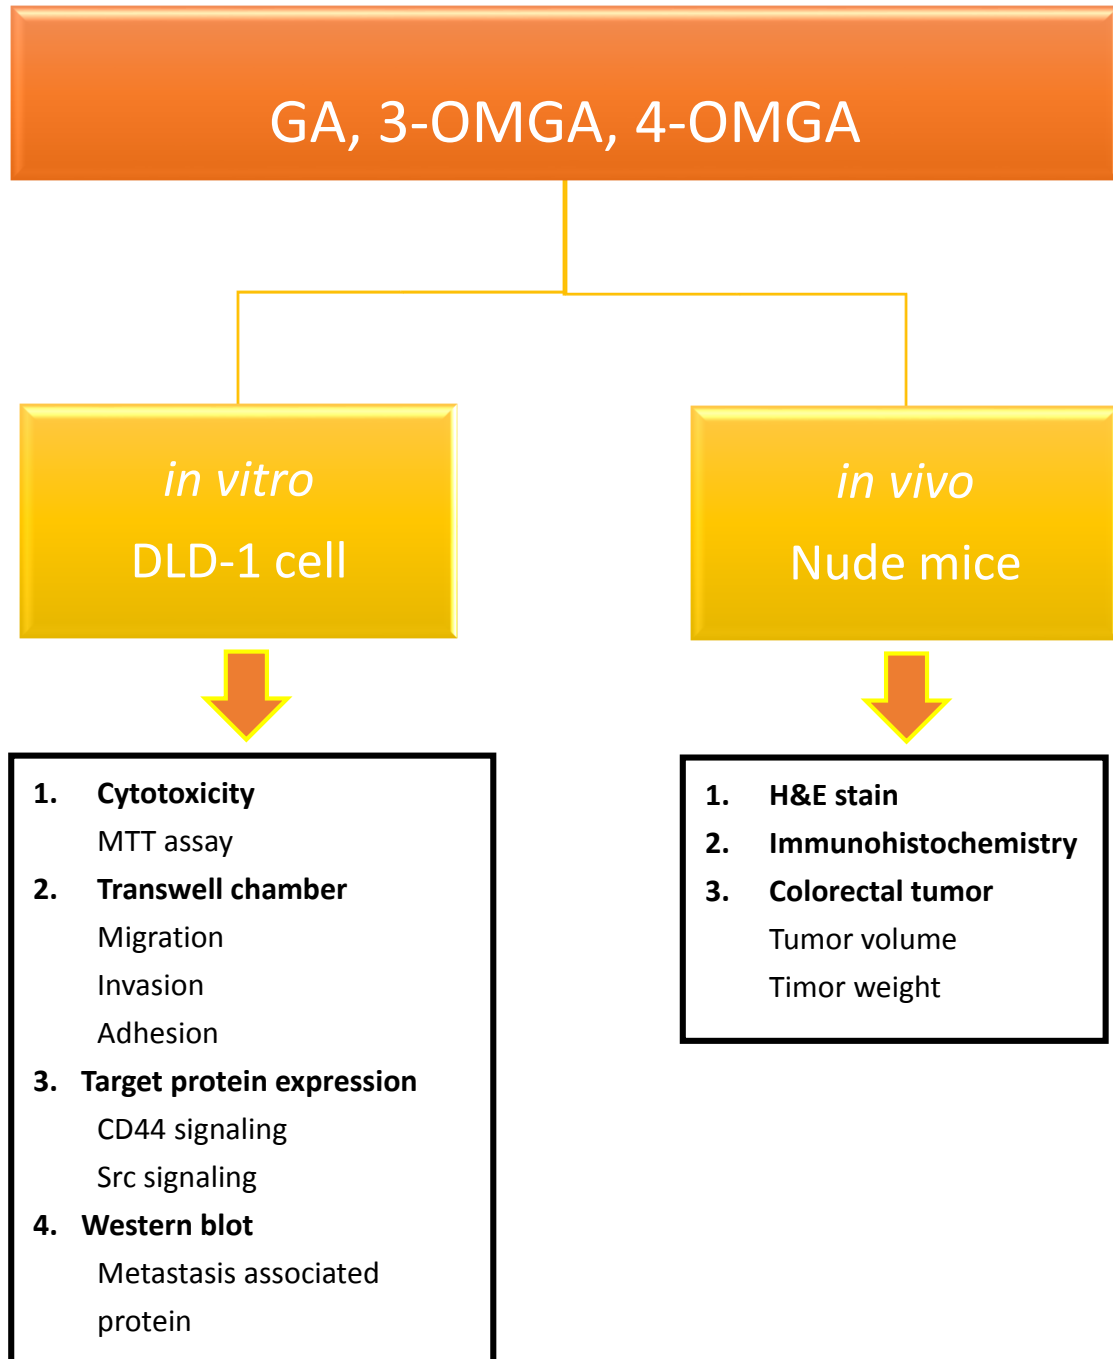 GA, 3-OMGA, 4-OMGA
in vitro
DLD-1 cell
in vivo
Nude mice
1. Cytotoxicity
MTT assay
2. Transwell chamber
Migration
Invasion
Adhesion
3. Target protein expression
CD44 signaling
Src signaling
4. Western blot
Metastasis associated
protein
1. H&E stain
2. Immunohistochemistry
3. Colorectal tumor
Tumor volume
Timor weight